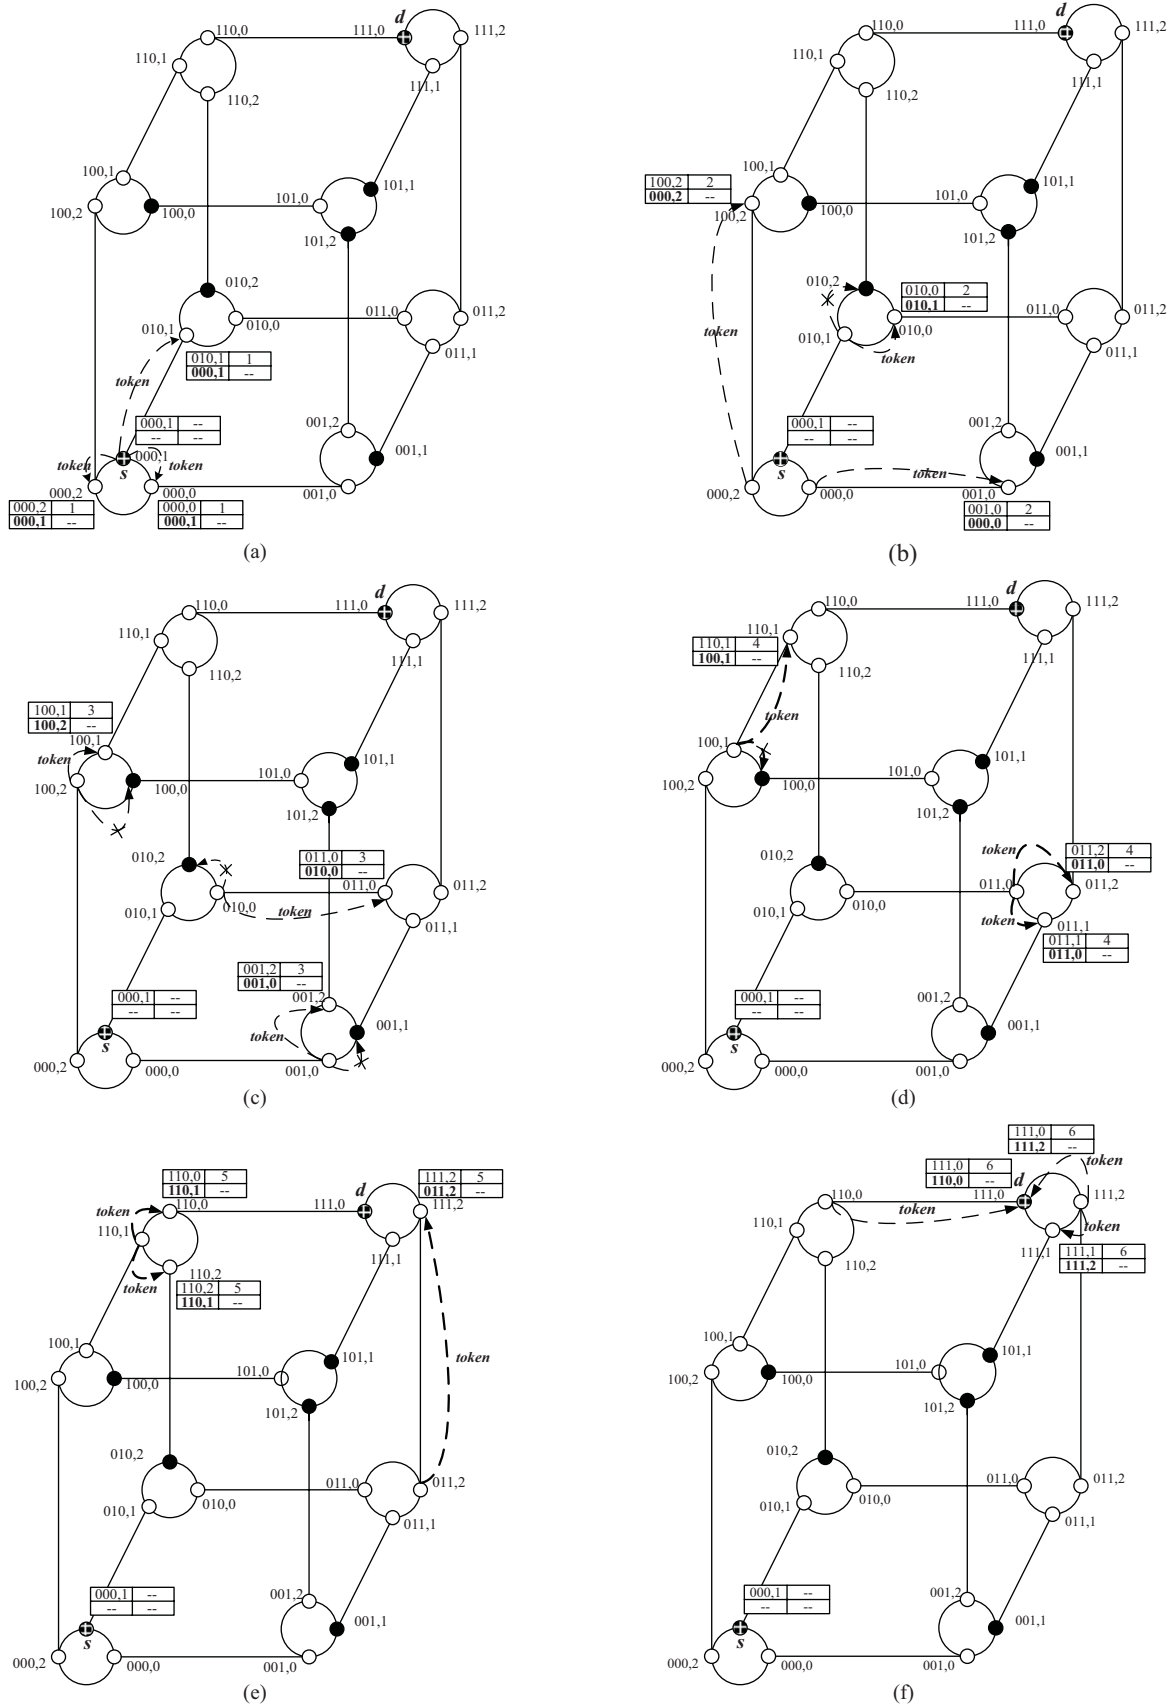 d
110,0 111,0 111,2
110,1
111,1
110,2
100,1
101,1
100,2 100,0 101,0
101,2
010,2
010,1 010,0 011,0 011,2
011,1
010,1 1
000,1 --
token
000,1 --
-- --
001,2
001,1
token 000,1 token
s
000,2 000,0 001,0
000,2 1
000,1 --
000,0 1
000,1 --
(a)
d
110,0 111,0 111,2
110,1
111,1
110,2
100,1
100,2 2
000,2 --
101,1
100,2 100,0 101,0
101,2
010,2
010,0 2
010,1 --
token
010,1 010,0 011,0 011,2
token
011,1
000,1 --
-- --
001,2
001,1
s
token
000,2 000,0 001,0
001,0 2
000,0 --
(b)
d
110,0 111,0 111,2
110,1
111,1
110,2
100,1 3
100,2 --
100,1
token
101,1
100,2 100,0 101,0
101,2
010,2
011,0 3
010,0 --
010,1 010,0 011,0 011,2
token
011,1
001,2 3
001,0 --
000,1 --
-- --
001,2
001,1
s
token
000,2 000,0 001,0
(c)
d
110,0 111,0 111,2
110,1
110,1 4
100,1 --
111,1
110,2
token
100,1
101,1
100,0 101,0
100,2
101,2
010,2
token
011,2 4
011,0 --
010,1 010,0 011,0 011,2
token
011,1
011,1 4
011,0 --
000,1 --
-- --
001,2
001,1
s
000,2 000,0 001,0
(d)
110,0 5
110,1 --
111,2 5
011,2 --
d
token 110,0 111,0 111,2
110,1
111,1
token 110,2
110,2 5
110,1 --
100,1
101,1
token
100,2 100,0 101,0
101,2
010,2
010,1 010,0 011,0 011,2
011,1
000,1 --
-- --
001,2
001,1
s
000,2 000,0 001,0
(e)
111,0 6
111,2 --
token
111,0 6
110,0 --
d
110,0 111,0 111,2
token
110,1
token
111,1
111,1 6
111,2 --
110,2
100,1
101,1
100,2 100,0 101,0
101,2
010,2
010,1 010,0 011,0 011,2
011,1
000,1 --
-- --
001,2
001,1
s
000,2 000,0 001,0
(f)